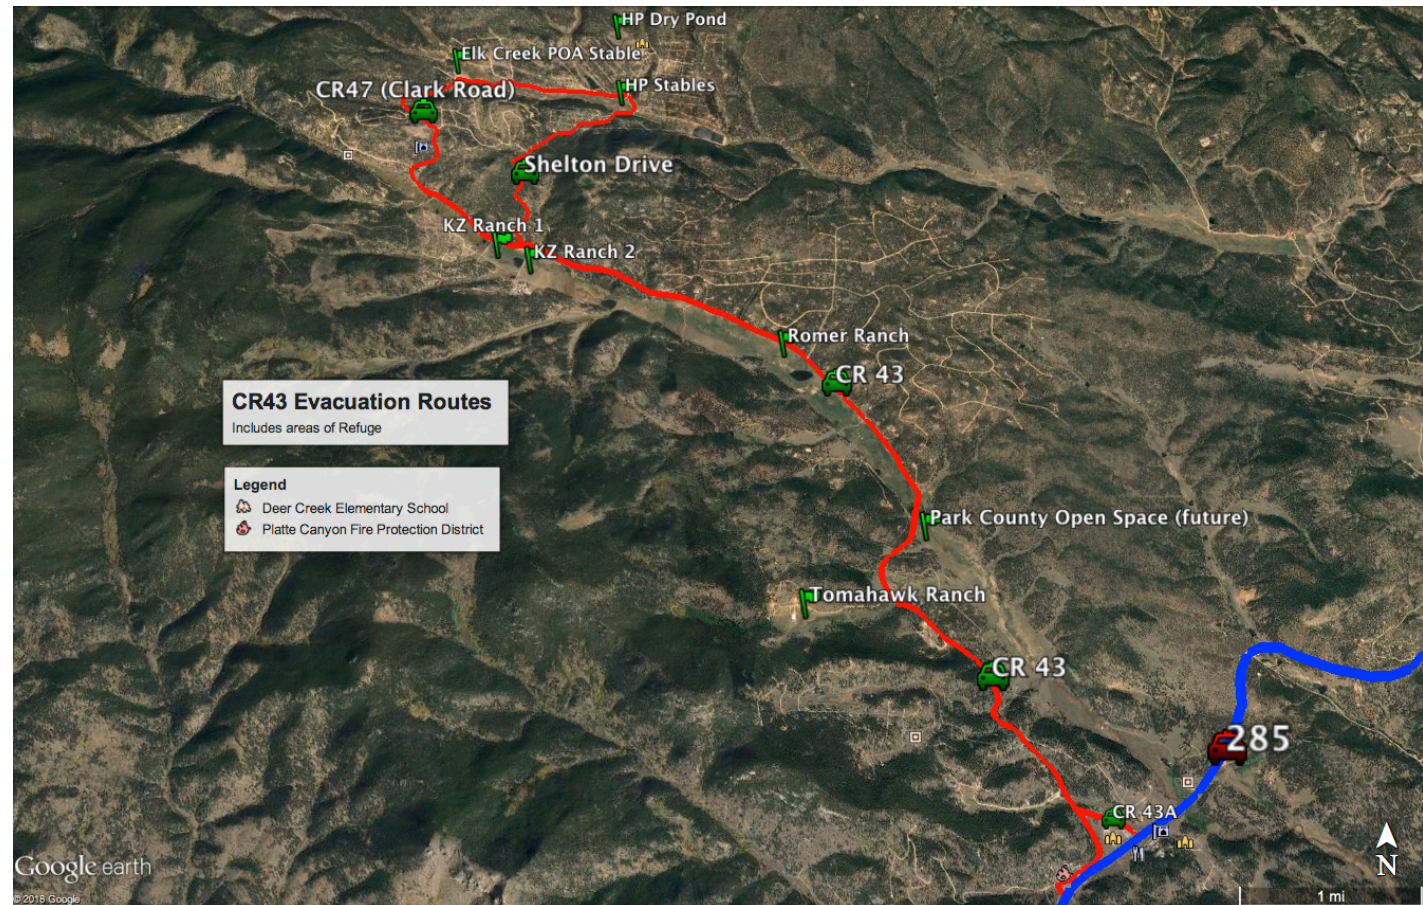 HP Dry Pond
Elk Creek POA Stable
HP Stables
CR47 (Clark Road)
Shelton Drive
KZ Ranch 1
KZ Ranch 2
Romer Ranch
CR 43
CR43 Evacuation Routes
Includes areas of Refuge
Legend
Deer Creek Elementary School
Platte Canyon Fire Protection District
Park County Open Space (future)
Tomahawk Ranch
CR 43
285
CR 43A
N
Google earth
© 2018 Google
1 mi